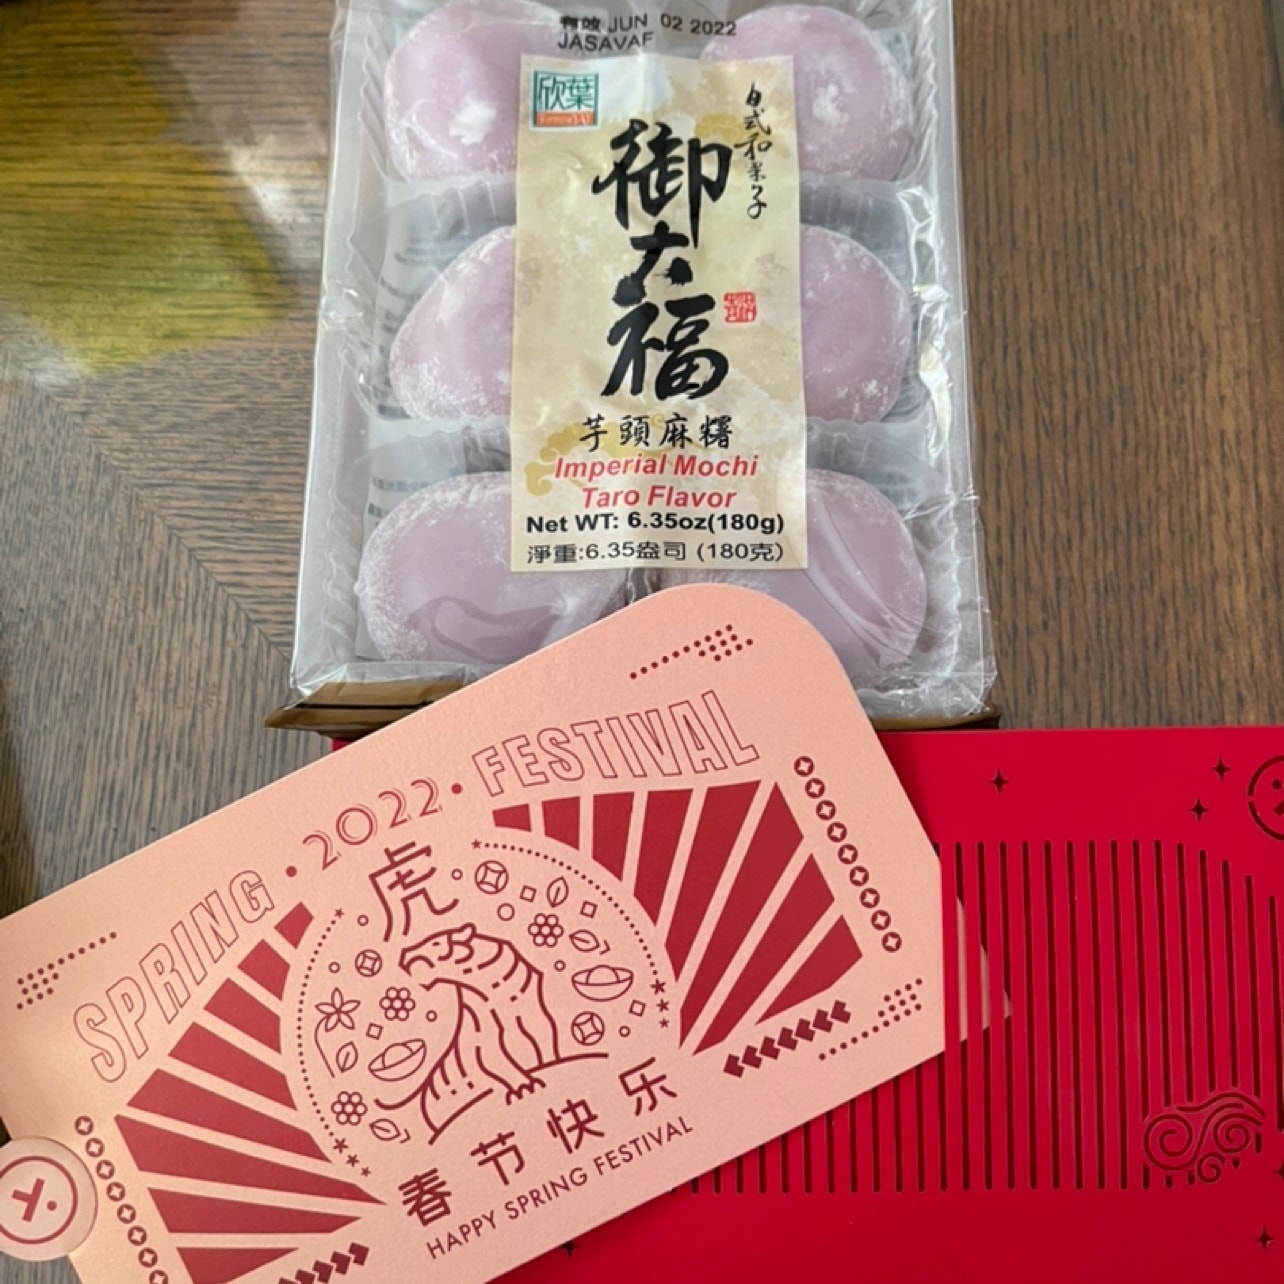 有效 JUN 02 2022
JASAVAF
欣葉
日式和菓子
御大福
芋頭麻糬
Imperial Mochi
Taro Flavor
Net WT: 6.35oz(180g)
淨重:6.35盎司 (180克)
SPRING • 2022 • FESTIVAL
虎
春节快乐
HAPPY SPRING FESTIVAL